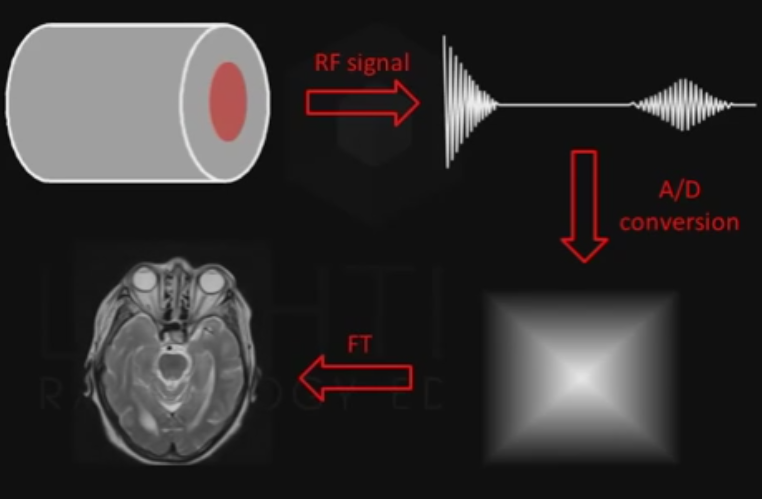 RF signal
A/D
conversion
FT